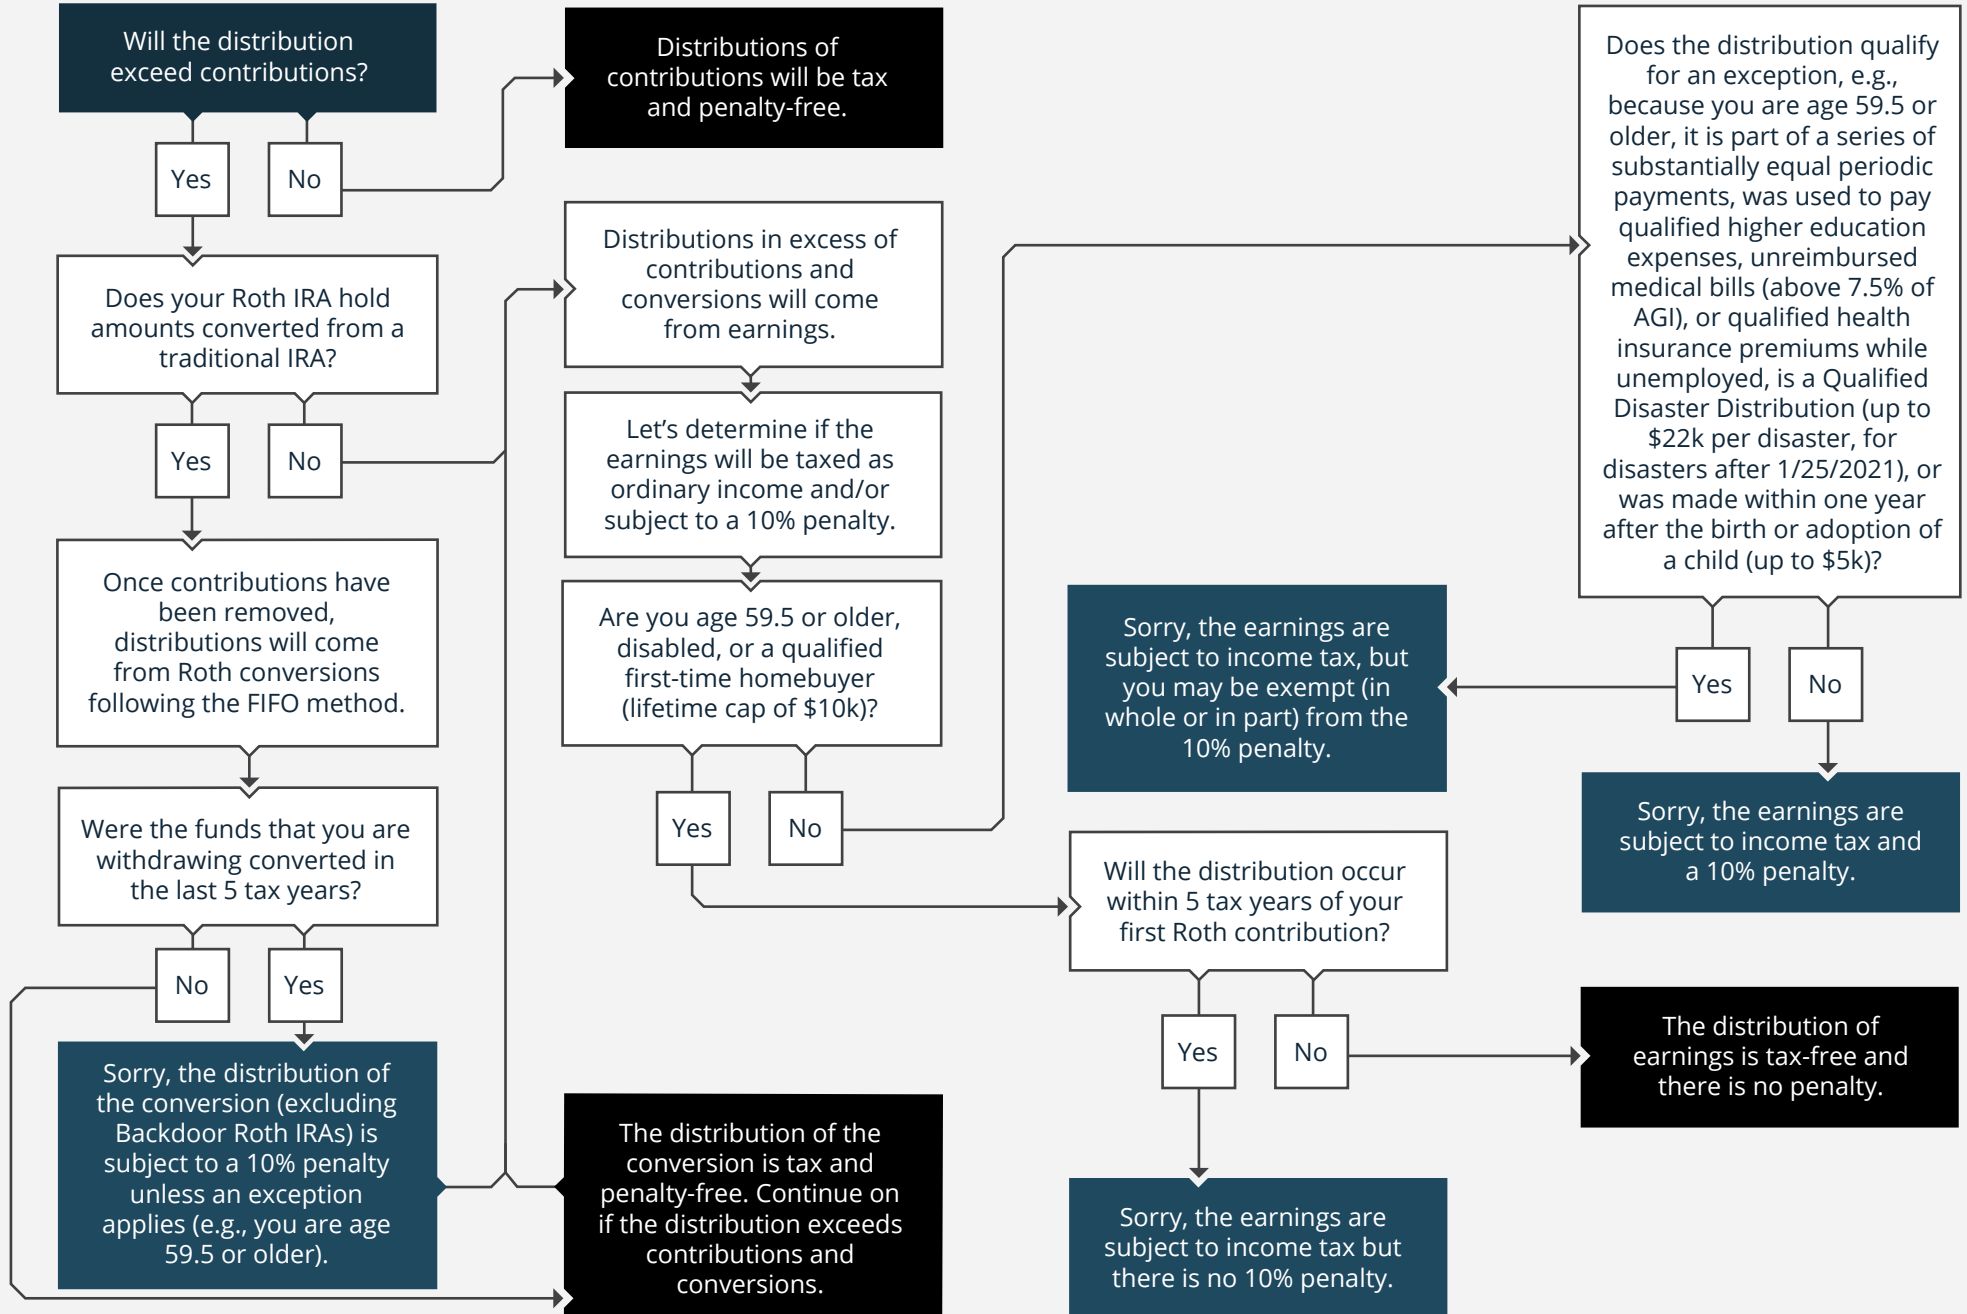 Will the distribution
exceed contributions?
Yes
No
Distributions of
contributions will be tax
and penalty-free.
Does your Roth IRA hold
amounts converted from a
traditional IRA?
Yes
No
Once contributions have
been removed,
distributions will come
from Roth conversions
following the FIFO method.
Were the funds that you are
withdrawing converted in
the last 5 tax years?
No
Yes
Sorry, the distribution of
the conversion (excluding
Backdoor Roth IRAs) is
subject to a 10% penalty
unless an exception
applies (e.g., you are age
59.5 or older).
The distribution of the
conversion is tax and
penalty-free. Continue on
if the distribution exceeds
contributions and
conversions.
Distributions in excess of
contributions and
conversions will come
from earnings.
Let’s determine if the
earnings will be taxed as
ordinary income and/or
subject to a 10% penalty.
Are you age 59.5 or older,
disabled, or a qualified
first-time homebuyer
(lifetime cap of $10k)?
Yes
No
Will the distribution occur
within 5 tax years of your
first Roth contribution?
Yes
No
Sorry, the earnings are
subject to income tax but
there is no 10% penalty.
The distribution of
earnings is tax-free and
there is no penalty.
Does the distribution qualify
for an exception, e.g.,
because you are age 59.5 or
older, it is part of a series of
substantially equal periodic
payments, was used to pay
qualified higher education
expenses, unreimbursed
medical bills (above 7.5% of
AGI), or qualified health
insurance premiums while
unemployed, is a Qualified
Disaster Distribution (up to
$22k per disaster, for
disasters after 1/25/2021), or
was made within one year
after the birth or adoption of
a child (up to $5k)?
Yes
No
Sorry, the earnings are
subject to income tax, but
you may be exempt (in
whole or in part) from the
10% penalty.
Sorry, the earnings are
subject to income tax and
a 10% penalty.